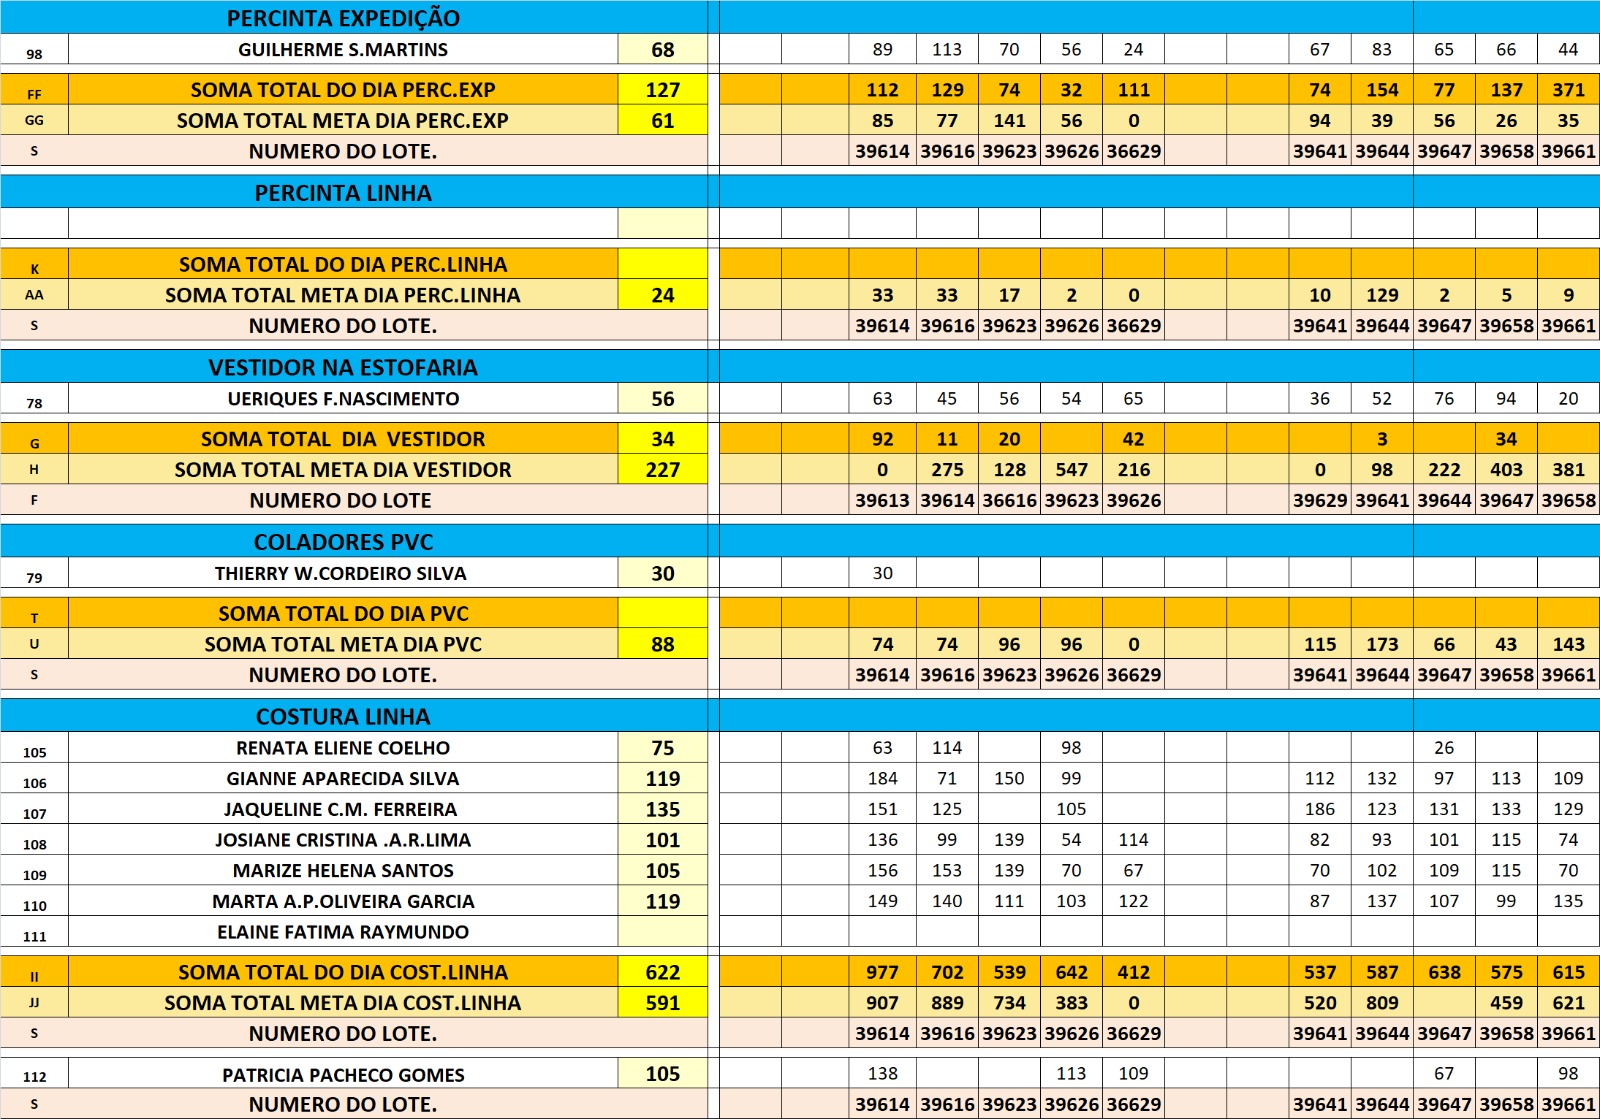 PERCINTA EXPEDIÇÃO
98 GUILHERME S.MARTINS 68 89 113 70 56 24 67 83 65 66 44
FF SOMA TOTAL DO DIA PERC.EXP 127 112 129 74 32 111 74 154 77 137 371
GG SOMA TOTAL META DIA PERC.EXP 61 85 77 141 56 0 94 39 56 26 35
S NUMERO DO LOTE. 39614 39616 39623 39626 36629 39641 39644 39647 39658 39661
PERCINTA LINHA
K SOMA TOTAL DO DIA PERC.LINHA
AA SOMA TOTAL META DIA PERC.LINHA 24 33 33 17 2 0 10 129 2 5 9
S NUMERO DO LOTE. 39614 39616 39623 39626 36629 39641 39644 39647 39658 39661
VESTIDOR NA ESTOFARIA
78 UERIQUES F.NASCIMENTO 56 63 45 56 54 65 36 52 76 94 20
G SOMA TOTAL DIA VESTIDOR 34 92 11 20 42 3 34
H SOMA TOTAL META DIA VESTIDOR 227 0 275 128 547 216 0 98 222 403 381
F NUMERO DO LOTE 39613 39614 36616 39623 39626 39629 39641 39644 39647 39658
COLADORES PVC
79 THIERRY W.CORDEIRO SILVA 30 30
T SOMA TOTAL DO DIA PVC
U SOMA TOTAL META DIA PVC 88 74 74 96 96 0 115 173 66 43 143
S NUMERO DO LOTE. 39614 39616 39623 39626 36629 39641 39644 39647 39658 39661
COSTURA LINHA
105 RENATA ELIENE COELHO 75 63 114 98 26
106 GIANNE APARECIDA SILVA 119 184 71 150 99 112 132 97 113 109
107 JAQUELINE C.M. FERREIRA 135 151 125 105 186 123 131 133 129
108 JOSIANE CRISTINA .A.R.LIMA 101 136 99 139 54 114 82 93 101 115 74
109 MARIZE HELENA SANTOS 105 156 153 139 70 67 70 102 109 115 70
110 MARTA A.P.OLIVEIRA GARCIA 119 149 140 111 103 122 87 137 107 99 135
111 ELAINE FATIMA RAYMUNDO
II SOMA TOTAL DO DIA COST.LINHA 622 977 702 539 642 412 537 587 638 575 615
JJ SOMA TOTAL META DIA COST.LINHA 591 907 889 734 383 0 520 809 459 621
S NUMERO DO LOTE. 39614 39616 39623 39626 36629 39641 39644 39647 39658 39661
112 PATRICIA PACHECO GOMES 105 138 113 109 67 98
S NUMERO DO LOTE. 39614 39616 39623 39626 36629 39641 39644 39647 39658 39661